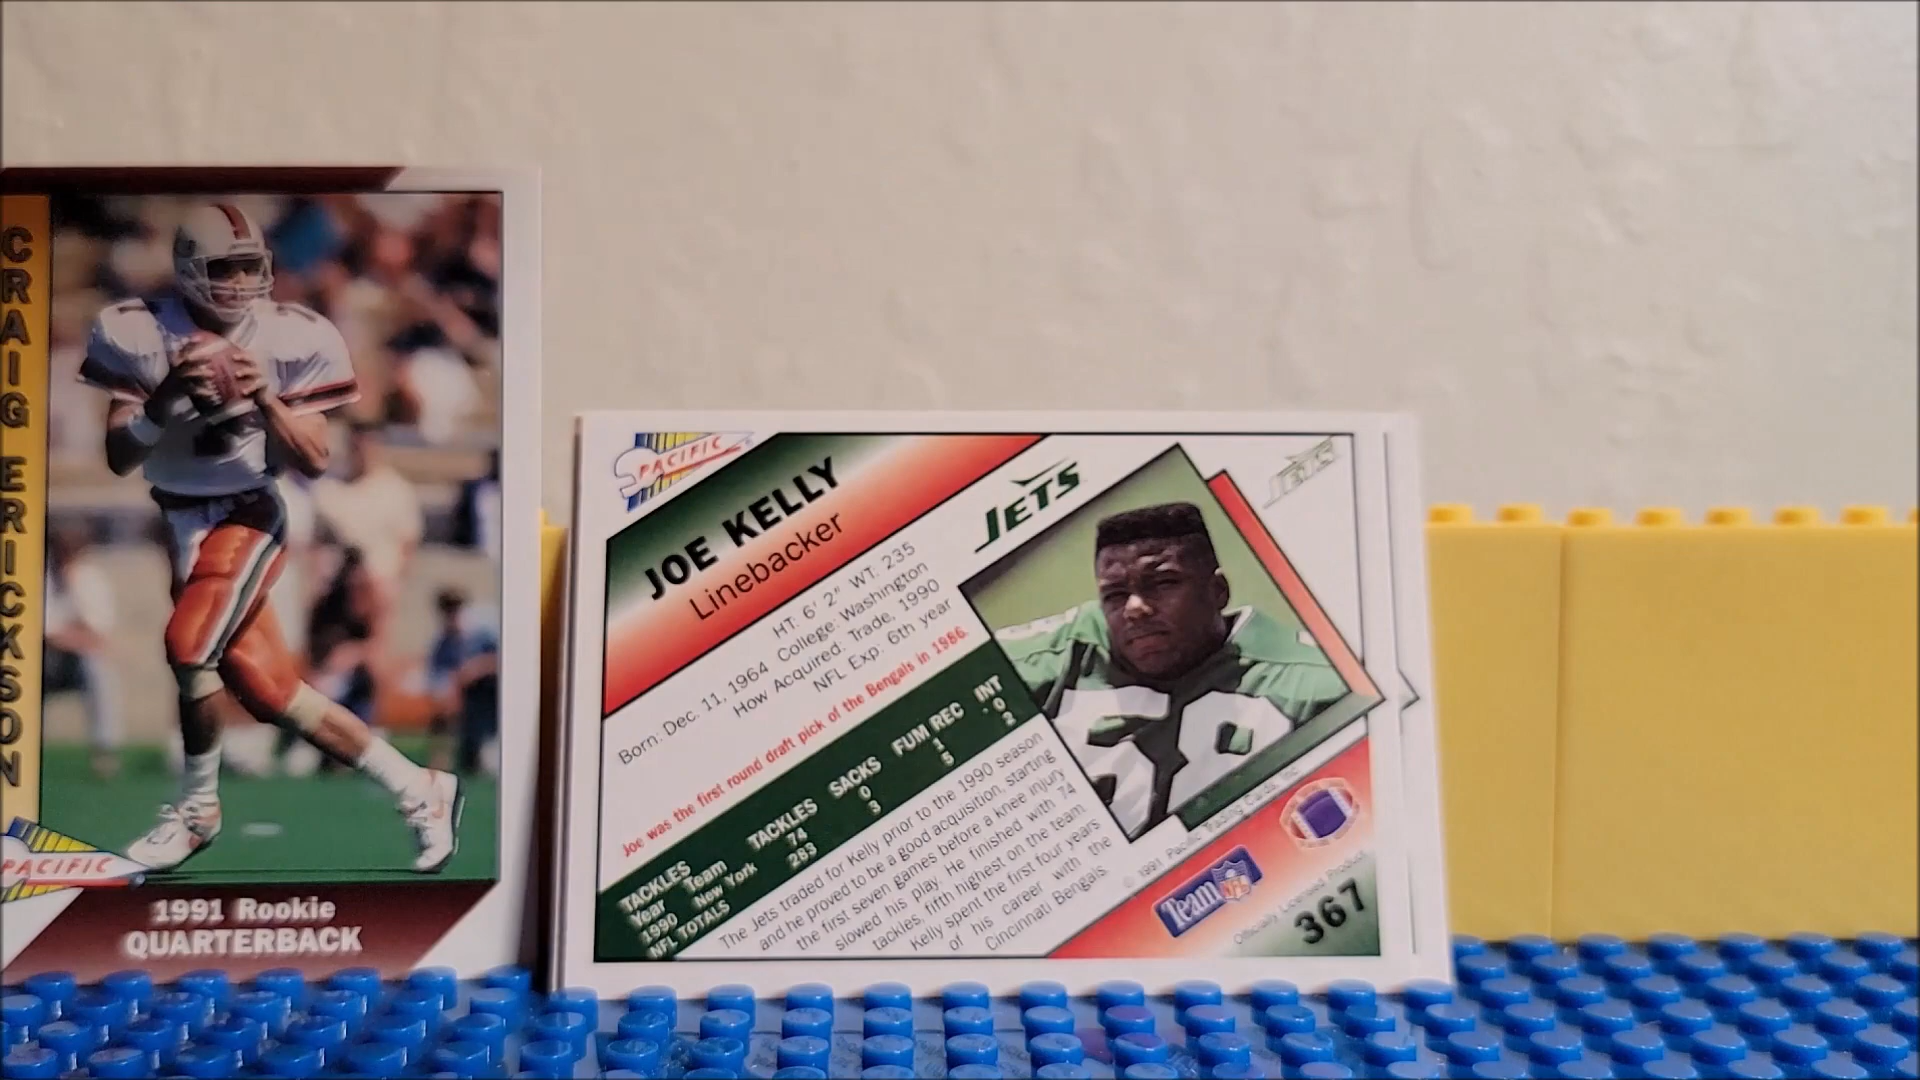 CRAIG ERICKSON
PACIFIC
1991 Rookie
QUARTERBACK
PACIFIC
JOE KELLY
Linebacker
JETS
JETS
HT: 6' 2" WT: 235
Born: Dec. 11, 1964 College: Washington
How Acquired: Trade, 1990
NFL Exp: 6th year
Joe was the first round draft pick of the Bengals in 1986.
TACKLES
Year Team TACKLES SACKS FUM REC INT
1990 New York 74 0 1 0
NFL TOTALS 283 3 5 2
The Jets traded for Kelly prior to the 1990 season
and he proved to be a good acquisition, starting
the first seven games before a knee injury
slowed his play. He finished with 74
tackles, fifth highest on the team.
Kelly spent the first four years
of his career with the
Cincinnati Bengals.
© 1991 Pacific Trading Cards, Inc.
Team NFL
Officially Licensed Product
367